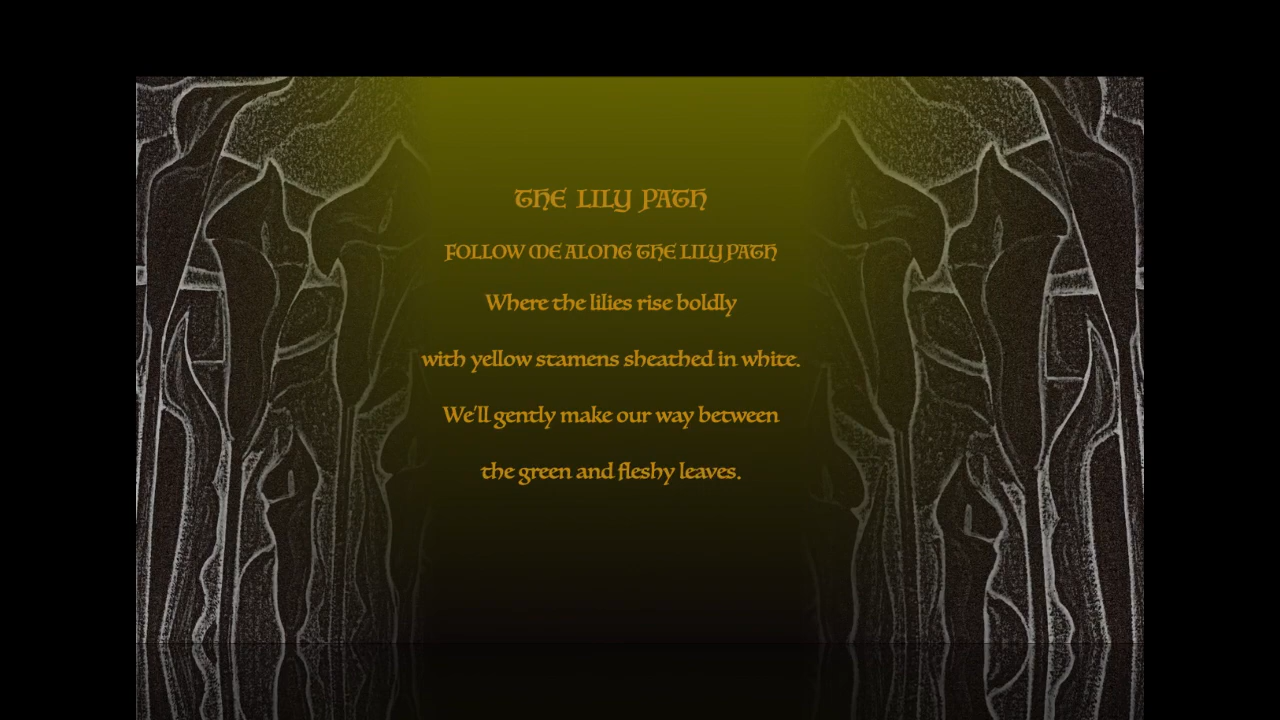 THE LILY PATH
FOLLOW ME ALONG THE LILY PATH
Where the lilies rise boldly
with yellow stamens sheathed in white.
We'll gently make our way between
the green and fleshy leaves.